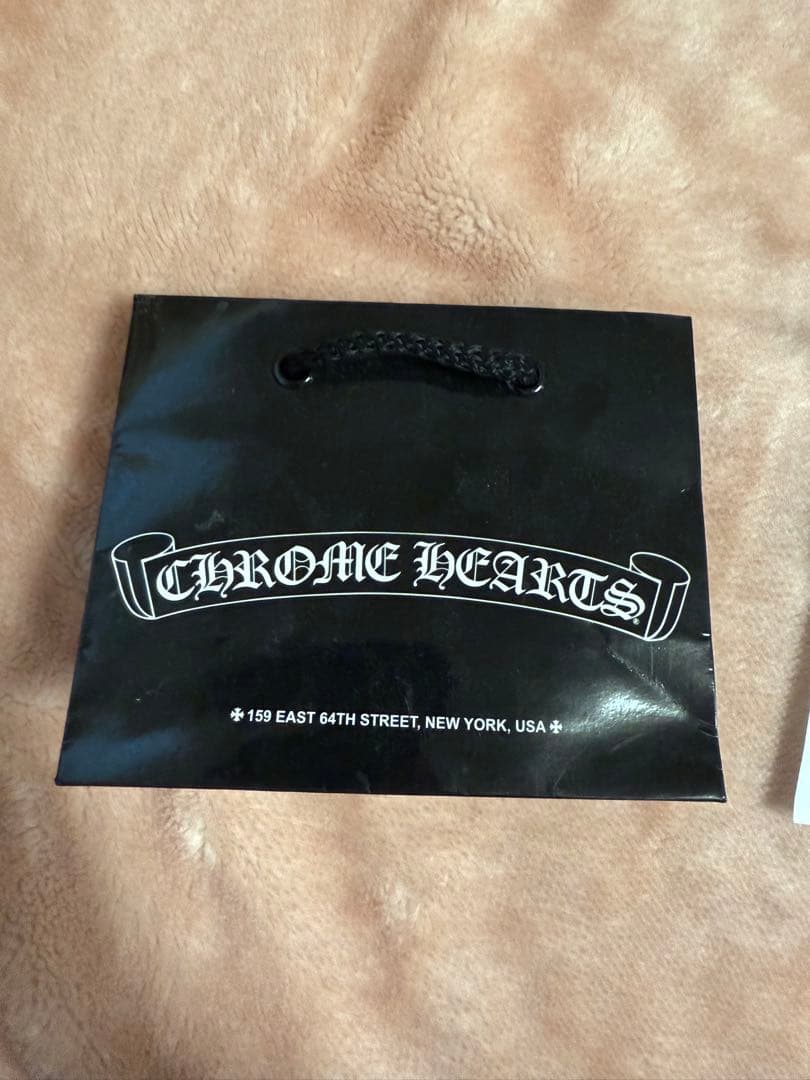 CHROME HEARTS®
✠ 159 EAST 64TH STREET, NEW YORK, USA ✠